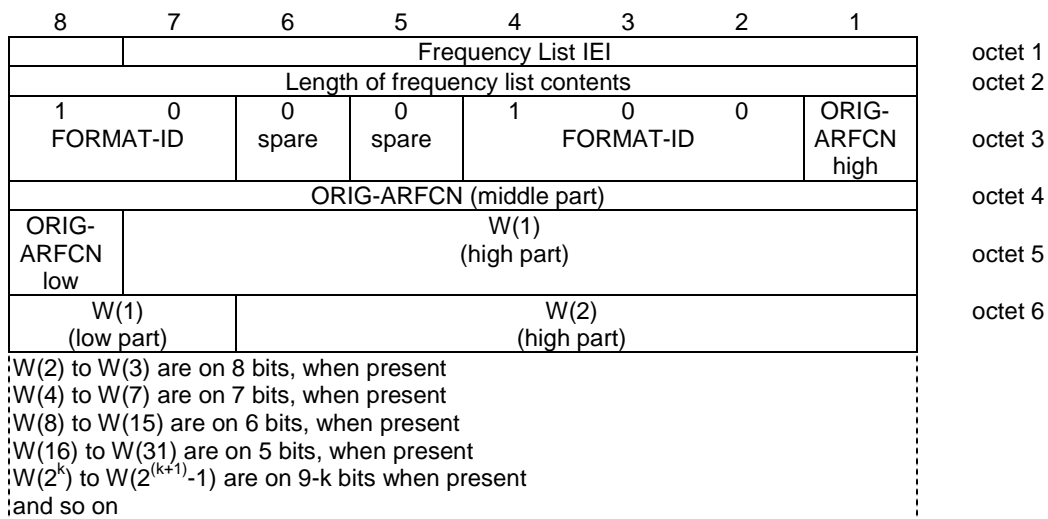 8 7 6 5 4 3 2 1
Frequency List IEI octet 1
Length of frequency list contents octet 2
1 0 0 0 1 0 0 ORIG-
FORMAT-ID spare spare FORMAT-ID ARFCN octet 3
high
ORIG-ARFCN (middle part) octet 4
ORIG- W(1)
ARFCN (high part) octet 5
low
W(1) W(2) octet 6
(low part) (high part)
W(2) to W(3) are on 8 bits, when present
W(4) to W(7) are on 7 bits, when present
W(8) to W(15) are on 6 bits, when present
W(16) to W(31) are on 5 bits, when present
W(2^k) to W(2^(k+1)-1) are on 9-k bits when present
and so on